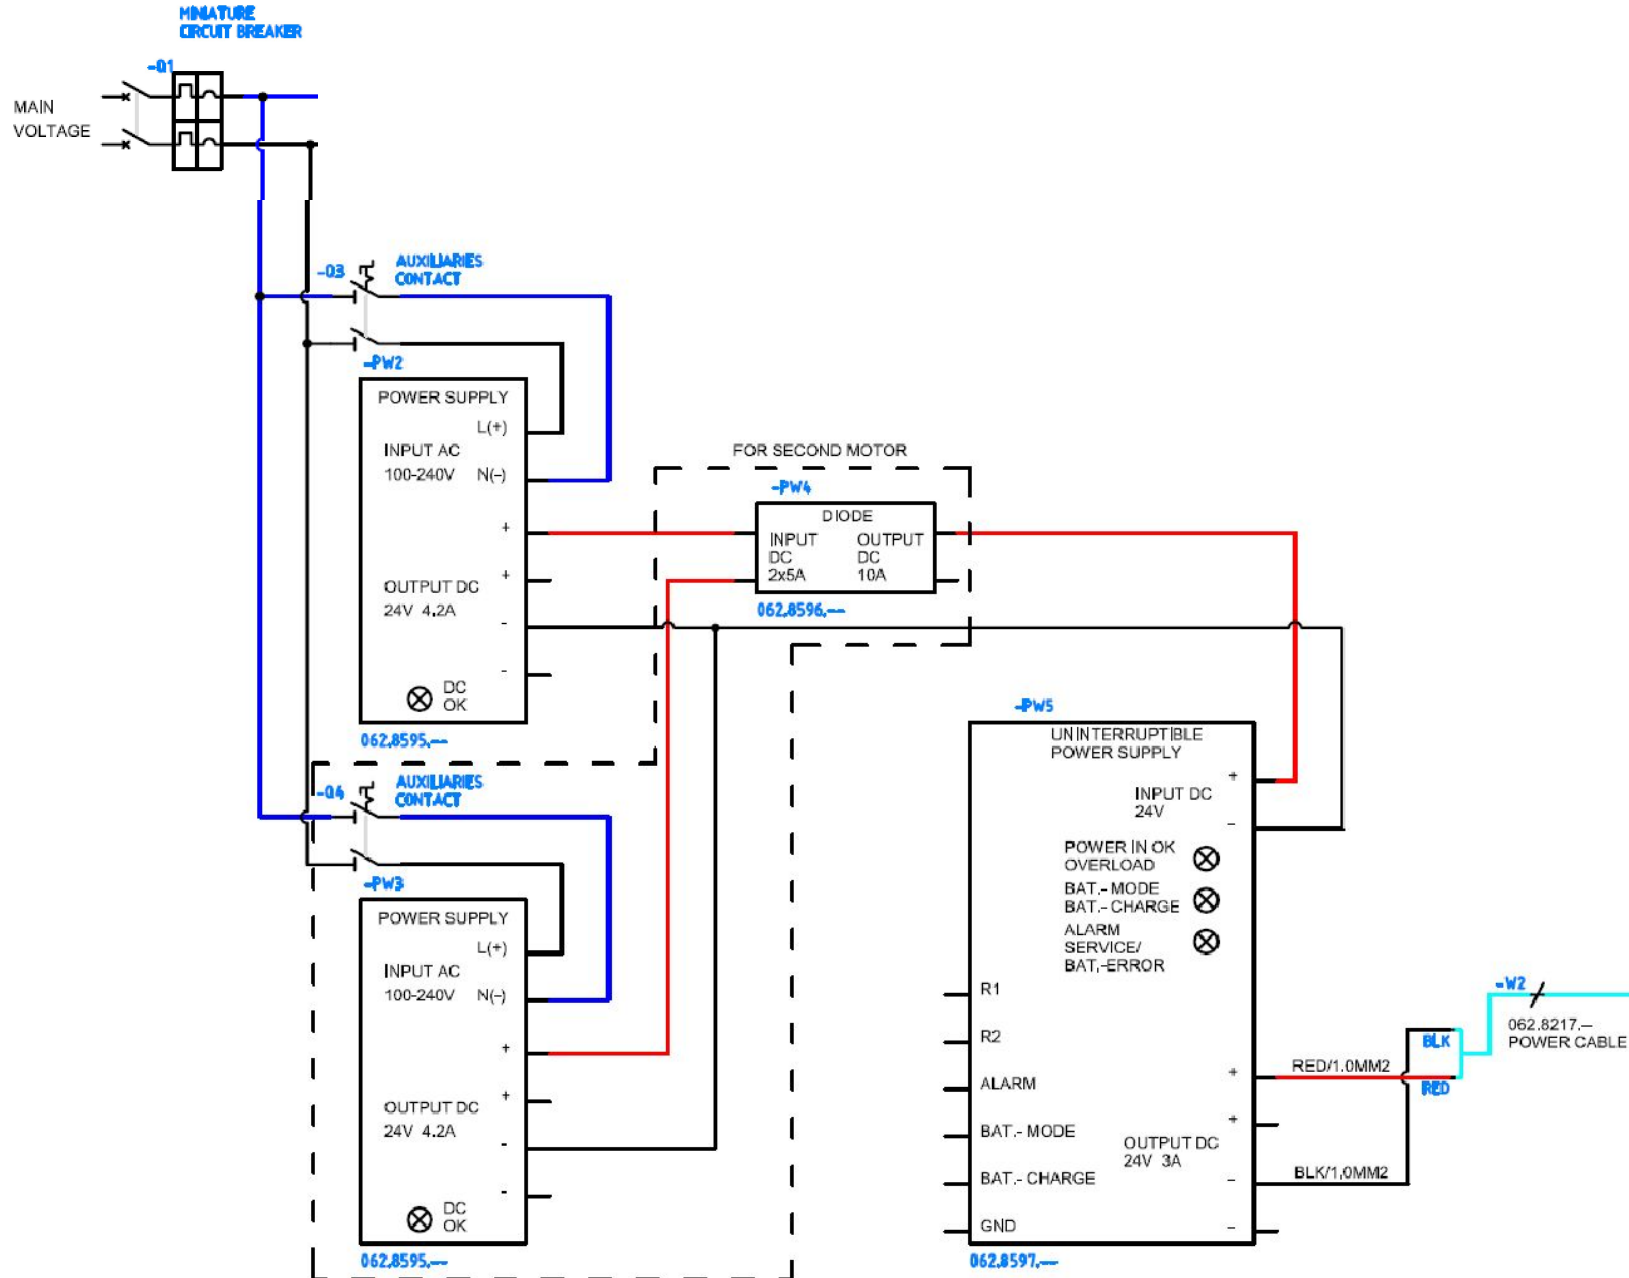 MINIATURE
CIRCUIT BREAKER
-Q1
MAIN
VOLTAGE
-Q3
AUXILIARIES
CONTACT
-PW2
POWER SUPPLY
L(+)
INPUT AC
100-240V N(-)
+
OUTPUT DC +
24V 4.2A
-
-
DC
OK
062.8595.--
FOR SECOND MOTOR
-PW4
DIODE
INPUT OUTPUT
DC DC
2x5A 10A
062.8596.--
-Q4
AUXILIARIES
CONTACT
-PW3
POWER SUPPLY
L(+)
INPUT AC
100-240V N(-)
+
+
OUTPUT DC
24V 4.2A
-
-
DC
OK
062.8595.--
-PW5
UNINTERRUPTIBLE
POWER SUPPLY
+
INPUT DC
24V
-
POWER IN OK
OVERLOAD
BAT.- MODE
BAT.- CHARGE
ALARM
SERVICE/
BAT.-ERROR
R1
R2
ALARM
BAT.- MODE
BAT.- CHARGE
GND
+
+
OUTPUT DC
24V 3A
-
-
062.8597.--
RED/1.0MM2
BLK/1,0MM2
BLK
RED
-W2
062.8217.--
POWER CABLE